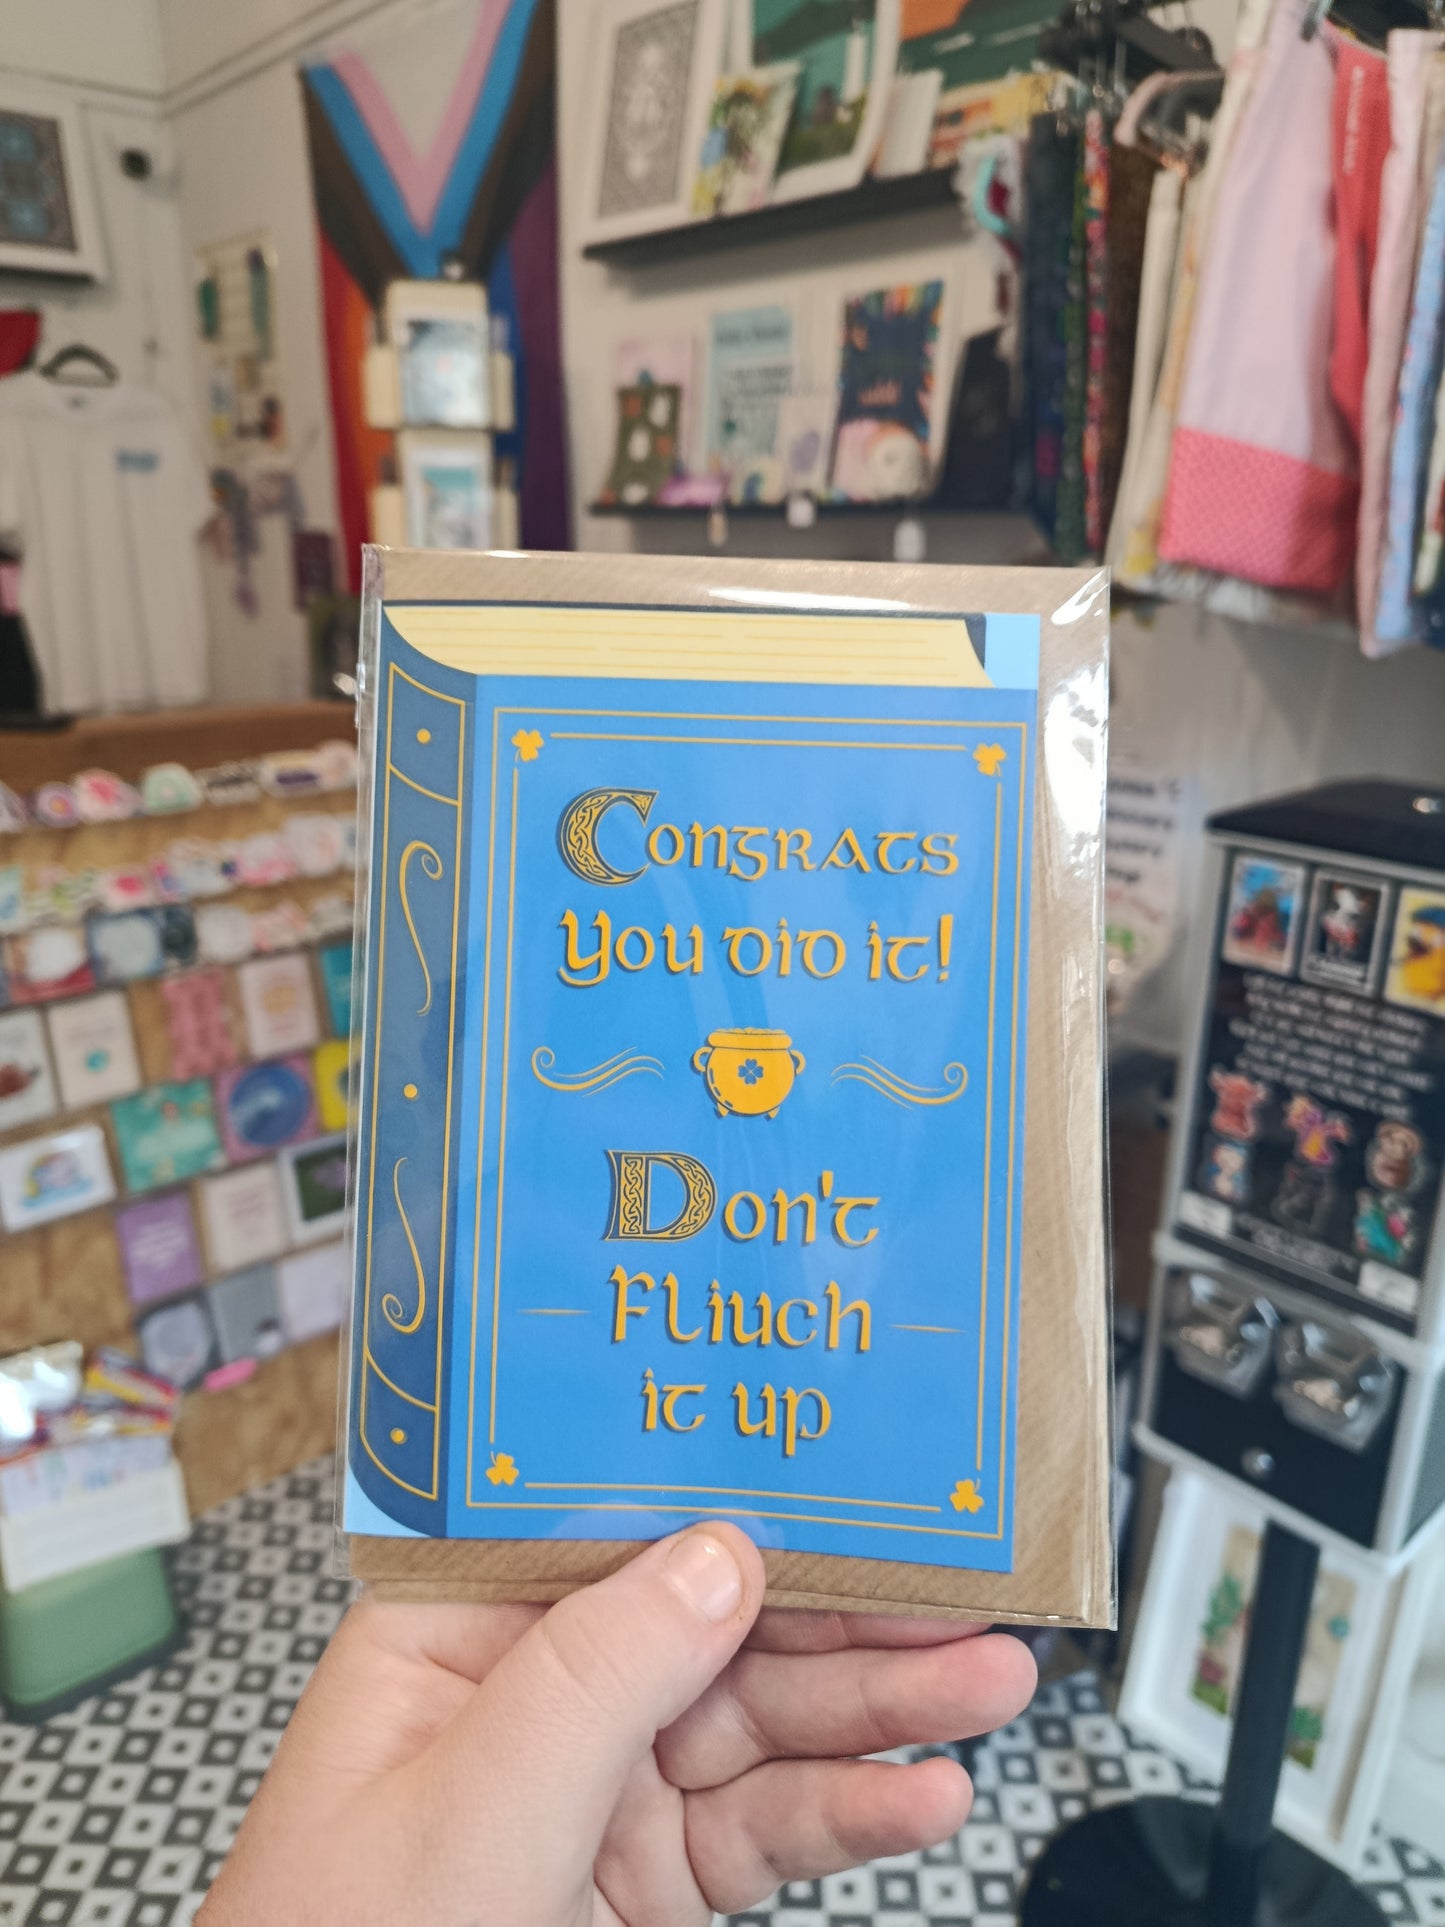 Congrats
You did it!
Don't
Fliuch
it up